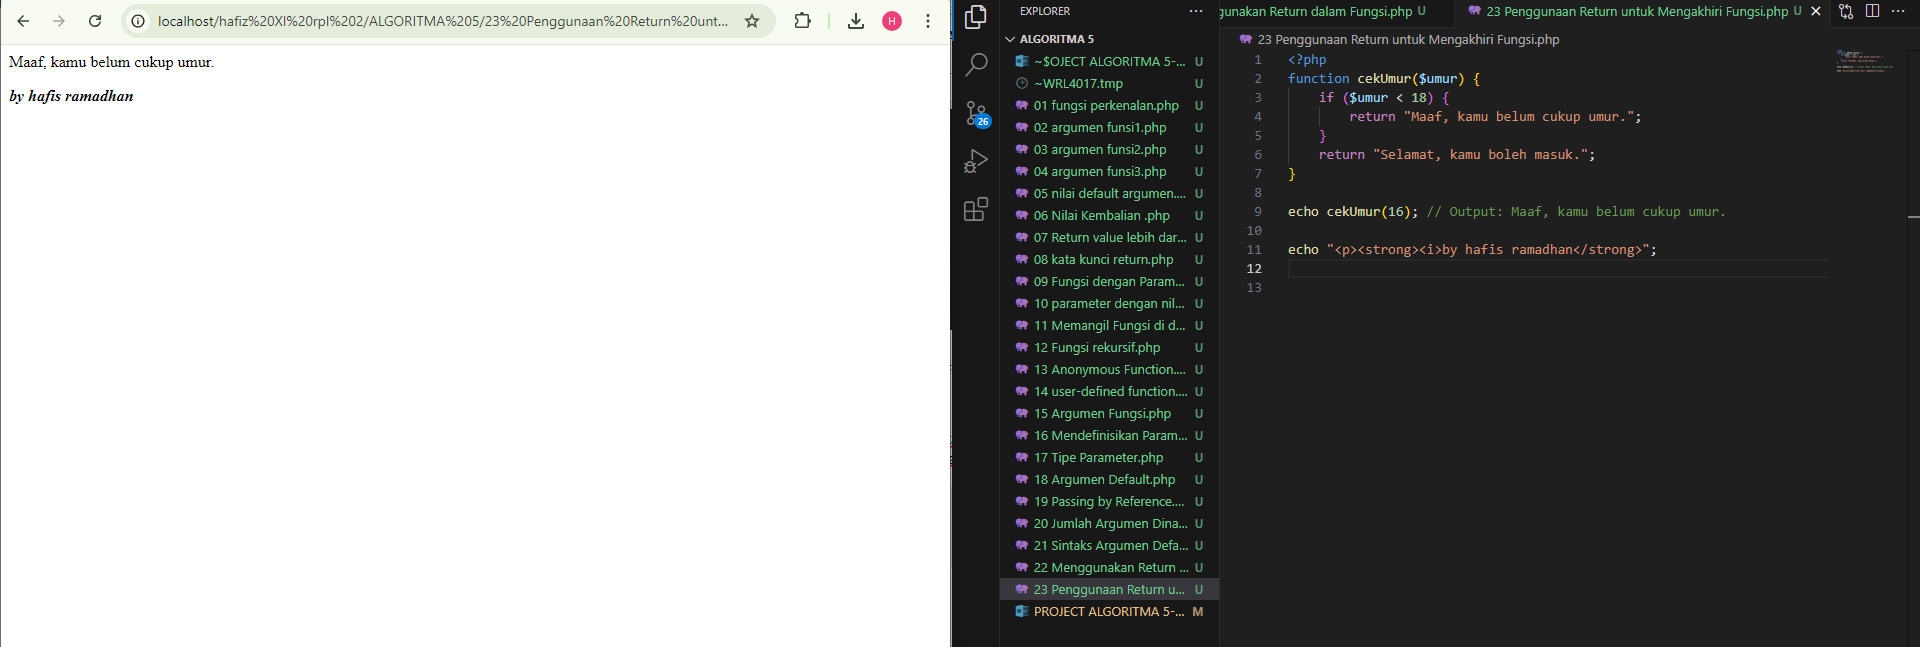 localhost/hafiz%20XI%20rpl%202/ALGORITMA%205/23%20Penggunaan%20Return%20unt...
H
Maaf, kamu belum cukup umur.
by hafis ramadhan
26
EXPLORER
ALGORITMA 5
~$OJECT ALGORITMA 5-... U
~WRL4017.tmp U
01 fungsi perkenalan.php U
02 argumen funsi1.php U
03 argumen funsi2.php U
04 argumen funsi3.php U
05 nilai default argumen.... U
06 Nilai Kembalian .php U
07 Return value lebih dar... U
08 kata kunci return.php U
09 Fungsi dengan Param... U
10 parameter dengan nil... U
11 Memangil Fungsi di d... U
12 Fungsi rekursif.php U
13 Anonymous Function.... U
14 user-defined function.... U
15 Argumen Fungsi.php U
16 Mendefinisikan Param... U
17 Tipe Parameter.php U
18 Argumen Default.php U
19 Passing by Reference.... U
20 Jumlah Argumen Dina... U
21 Sintaks Argumen Defa... U
22 Menggunakan Return ... U
23 Penggunaan Return u... U
PROJECT ALGORITMA 5-... M
gunakan Return dalam Fungsi.php U
23 Penggunaan Return untuk Mengakhiri Fungsi.php U
23 Penggunaan Return untuk Mengakhiri Fungsi.php
1 <?php
2 function cekUmur($umur) {
3 if ($umur < 18) {
4 return "Maaf, kamu belum cukup umur.";
5 }
6 return "Selamat, kamu boleh masuk.";
7 }
8
9 echo cekUmur(16); // Output: Maaf, kamu belum cukup umur.
10
11 echo "<p><strong><i>by hafis ramadhan</strong>";
12
13